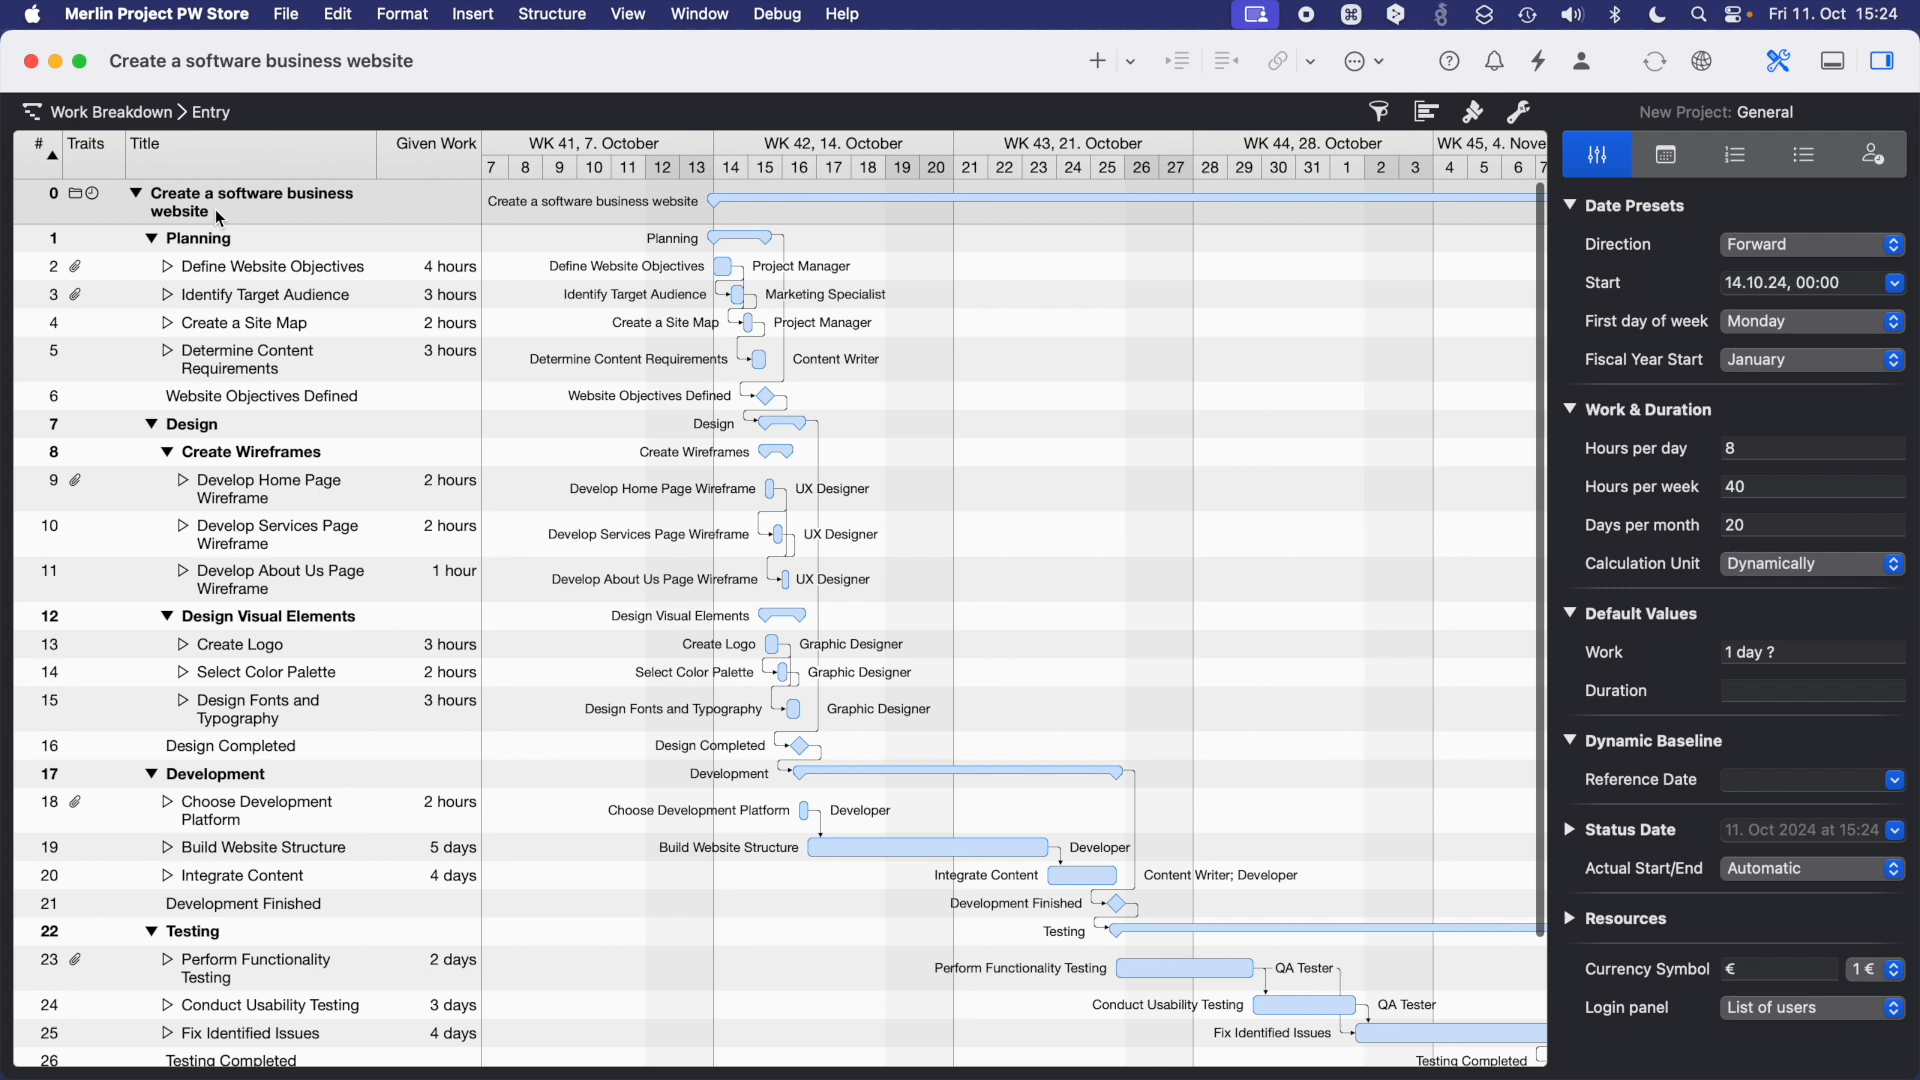 Merlin Project PW Store File Edit Format Insert Structure View Window Debug Help Fri 11. Oct 15:24
Create a software business website
Work Breakdown > Entry
New Project: General
# Traits Title Given Work
WK 41, 7. October WK 42, 14. October WK 43, 21. October WK 44, 28. October WK 45, 4. Nove
7 8 9 10 11 12 13 14 15 16 17 18 19 20 21 22 23 24 25 26 27 28 29 30 31 1 2 3 4 5 6 7
0 Create a software business
website
Create a software business website
1 Planning
Planning
2 Define Website Objectives 4 hours
Define Website Objectives Project Manager
3 Identify Target Audience 3 hours
Identify Target Audience Marketing Specialist
4 Create a Site Map 2 hours
Create a Site Map Project Manager
5 Determine Content
Requirements 3 hours
Determine Content Requirements Content Writer
6 Website Objectives Defined
Website Objectives Defined
7 Design
Design
8 Create Wireframes
Create Wireframes
9 Develop Home Page
Wireframe 2 hours
Develop Home Page Wireframe UX Designer
10 Develop Services Page
Wireframe 2 hours
Develop Services Page Wireframe UX Designer
11 Develop About Us Page
Wireframe 1 hour
Develop About Us Page Wireframe UX Designer
12 Design Visual Elements
Design Visual Elements
13 Create Logo 3 hours
Create Logo Graphic Designer
14 Select Color Palette 2 hours
Select Color Palette Graphic Designer
15 Design Fonts and
Typography 3 hours
Design Fonts and Typography Graphic Designer
16 Design Completed
Design Completed
17 Development
Development
18 Choose Development
Platform 2 hours
Choose Development Platform Developer
19 Build Website Structure 5 days
Build Website Structure Developer
20 Integrate Content 4 days
Integrate Content Content Writer; Developer
21 Development Finished
Development Finished
22 Testing
Testing
23 Perform Functionality
Testing 2 days
Perform Functionality Testing QA Tester
24 Conduct Usability Testing 3 days
Conduct Usability Testing QA Tester
25 Fix Identified Issues 4 days
Fix Identified Issues
26 Testing Completed
Testing Completed
Date Presets
Direction Forward
Start 14.10.24, 00:00
First day of week Monday
Fiscal Year Start January
Work & Duration
Hours per day 8
Hours per week 40
Days per month 20
Calculation Unit Dynamically
Default Values
Work 1 day ?
Duration
Dynamic Baseline
Reference Date
Status Date 11. Oct 2024 at 15:24
Actual Start/End Automatic
Resources
Currency Symbol € 1 €
Login panel List of users